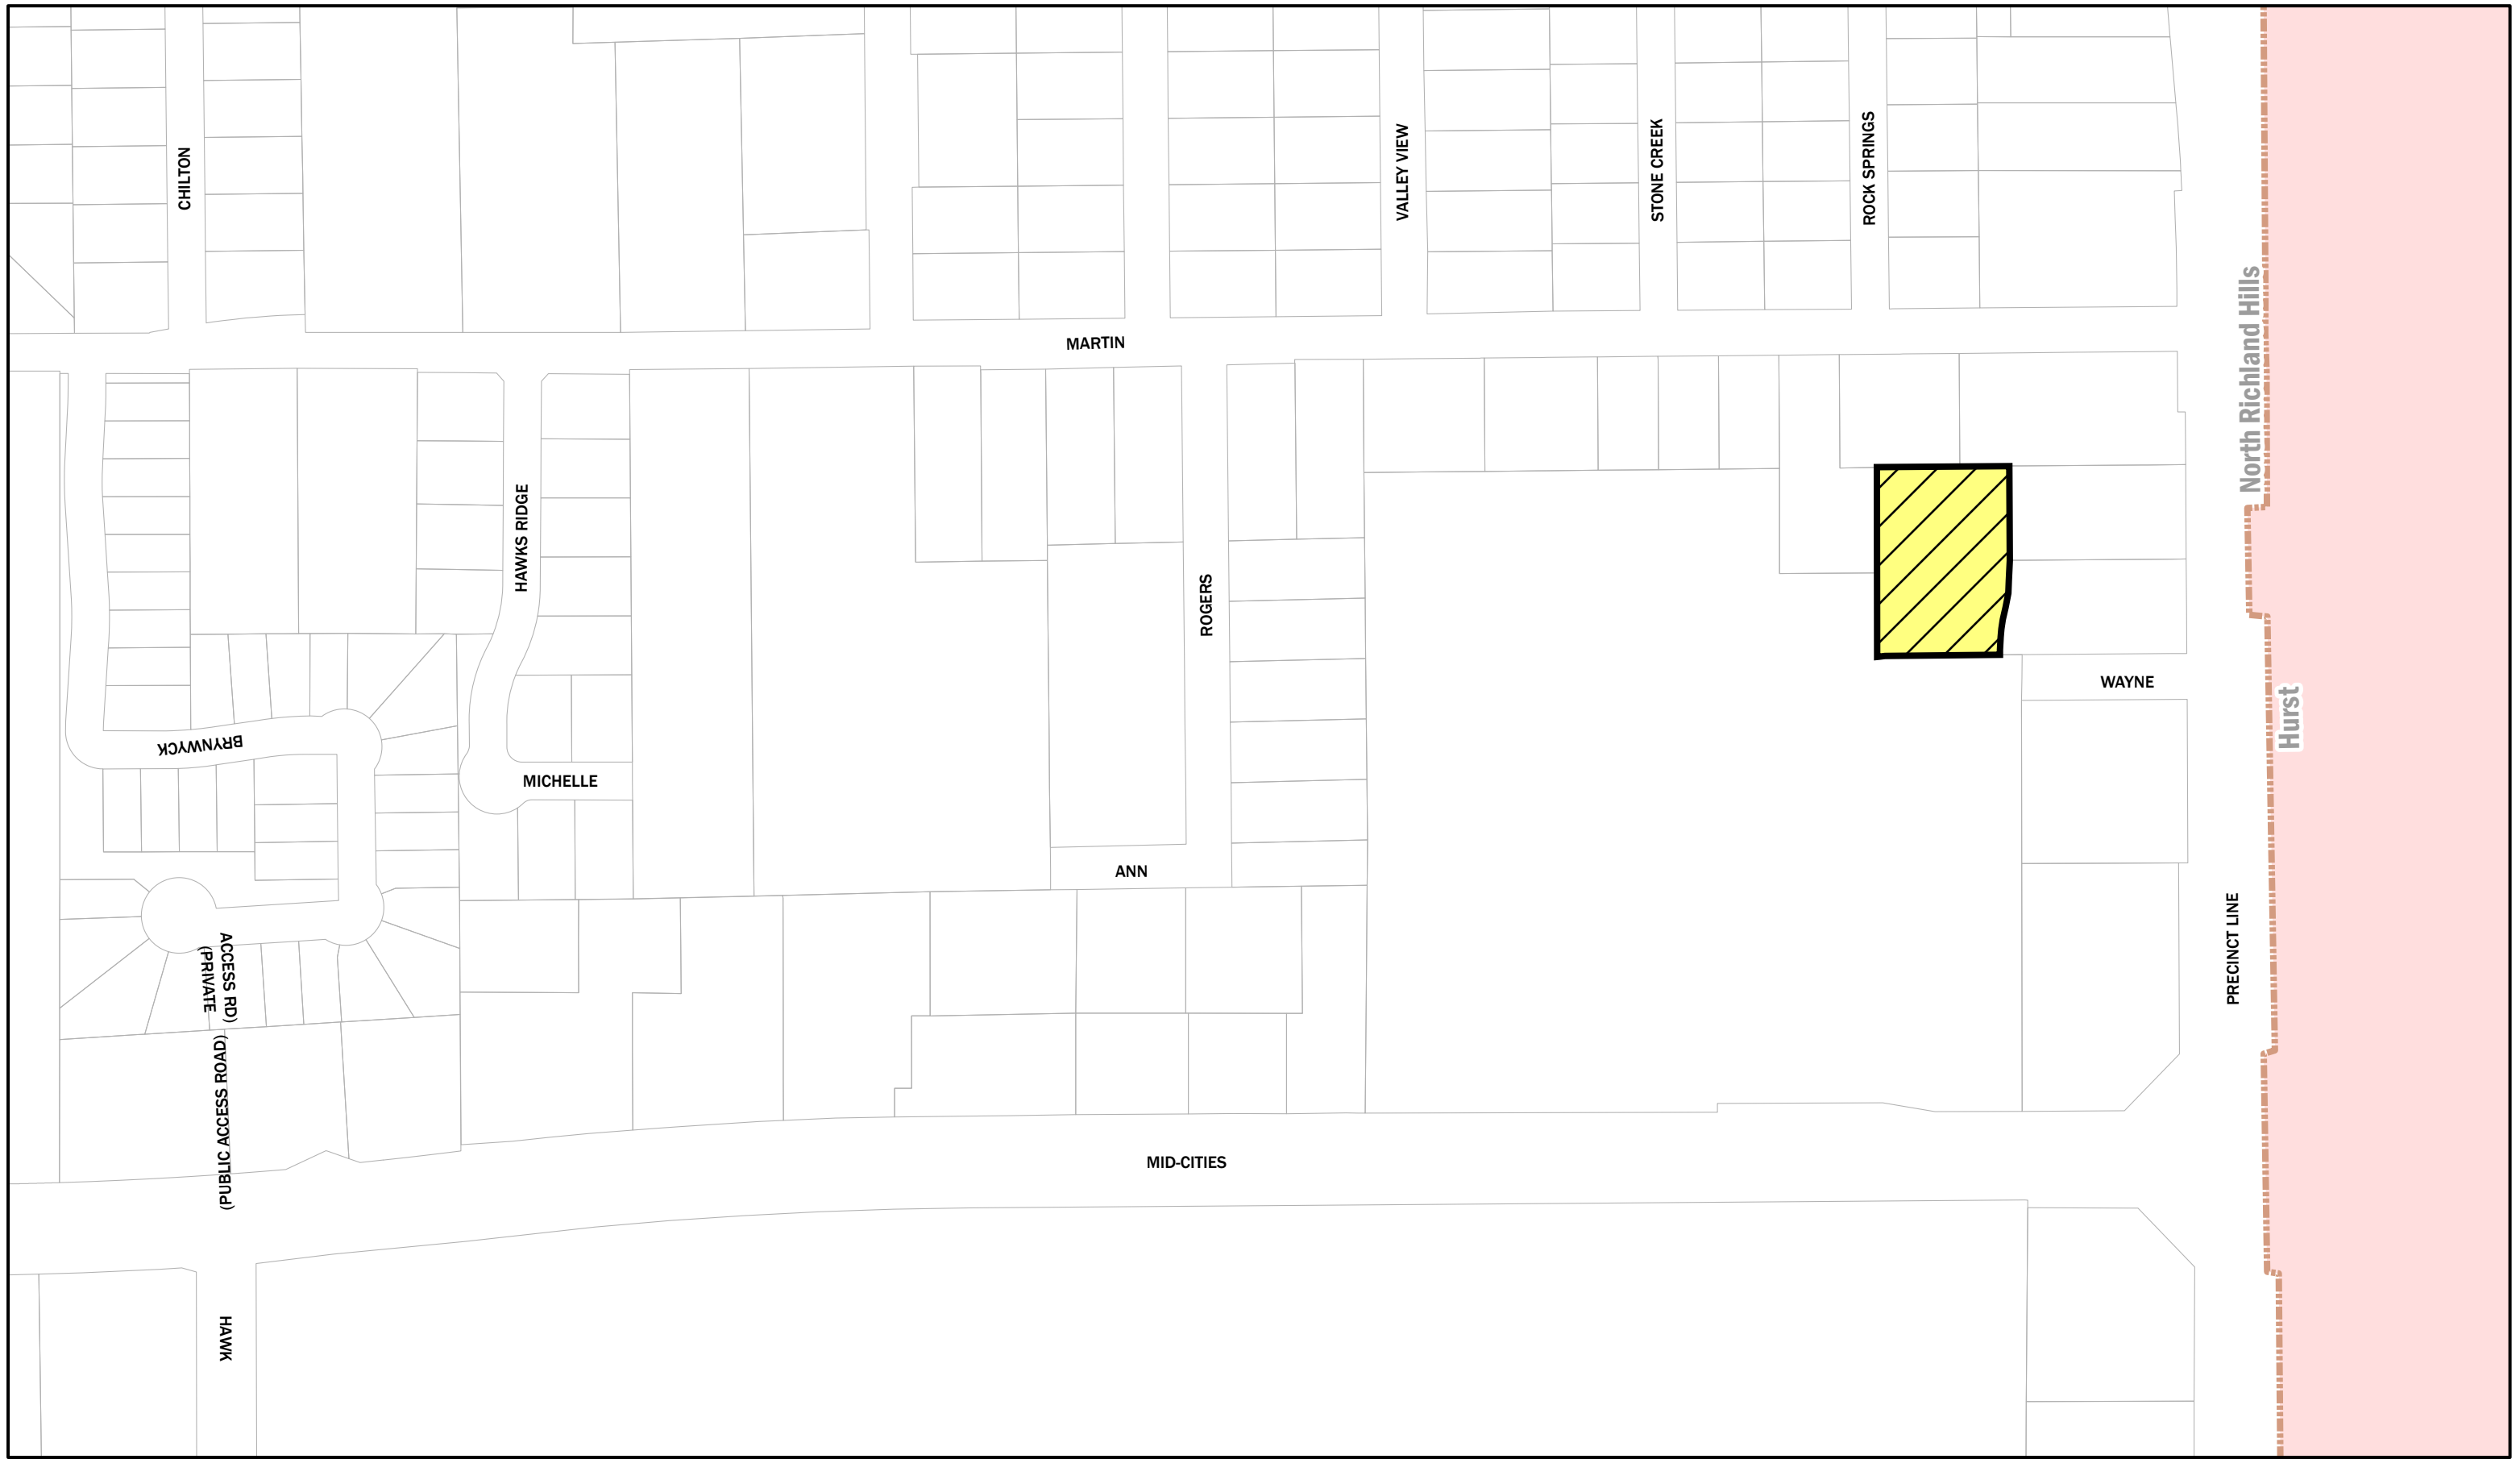 CHILTON
VALLEY VIEW
STONE CREEK
ROCK SPRINGS
MARTIN
North Richland Hills
HAWKS RIDGE
ROGERS
WAYNE
Hurst
BRYNWYCK
MICHELLE
ANN
PRECINCT LINE
(PRIVATE
ACCESS RD)
(PUBLIC ACCESS ROAD)
MID-CITIES
HAWK